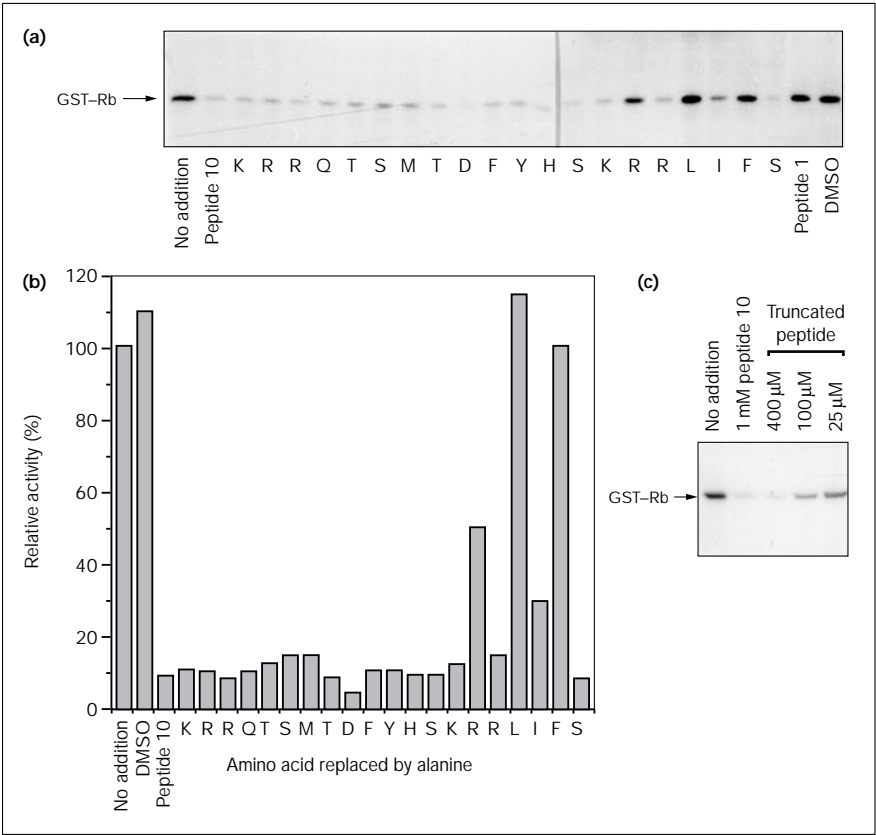 (a)
GST–Rb
No addition
Peptide 10
K R R Q T S M T D F Y H S K R R L I F S
Peptide 1
DMSO
(b)
120
100
80
60
40
20
0
Relative activity (%)
No addition
DMSO
Peptide 10
K R R Q T S M T D F Y H S K R R L I F S
Amino acid replaced by alanine
(c)
Truncated
peptide
No addition
1 mM peptide 10
400 µM
100 µM
25 µM
GST–Rb